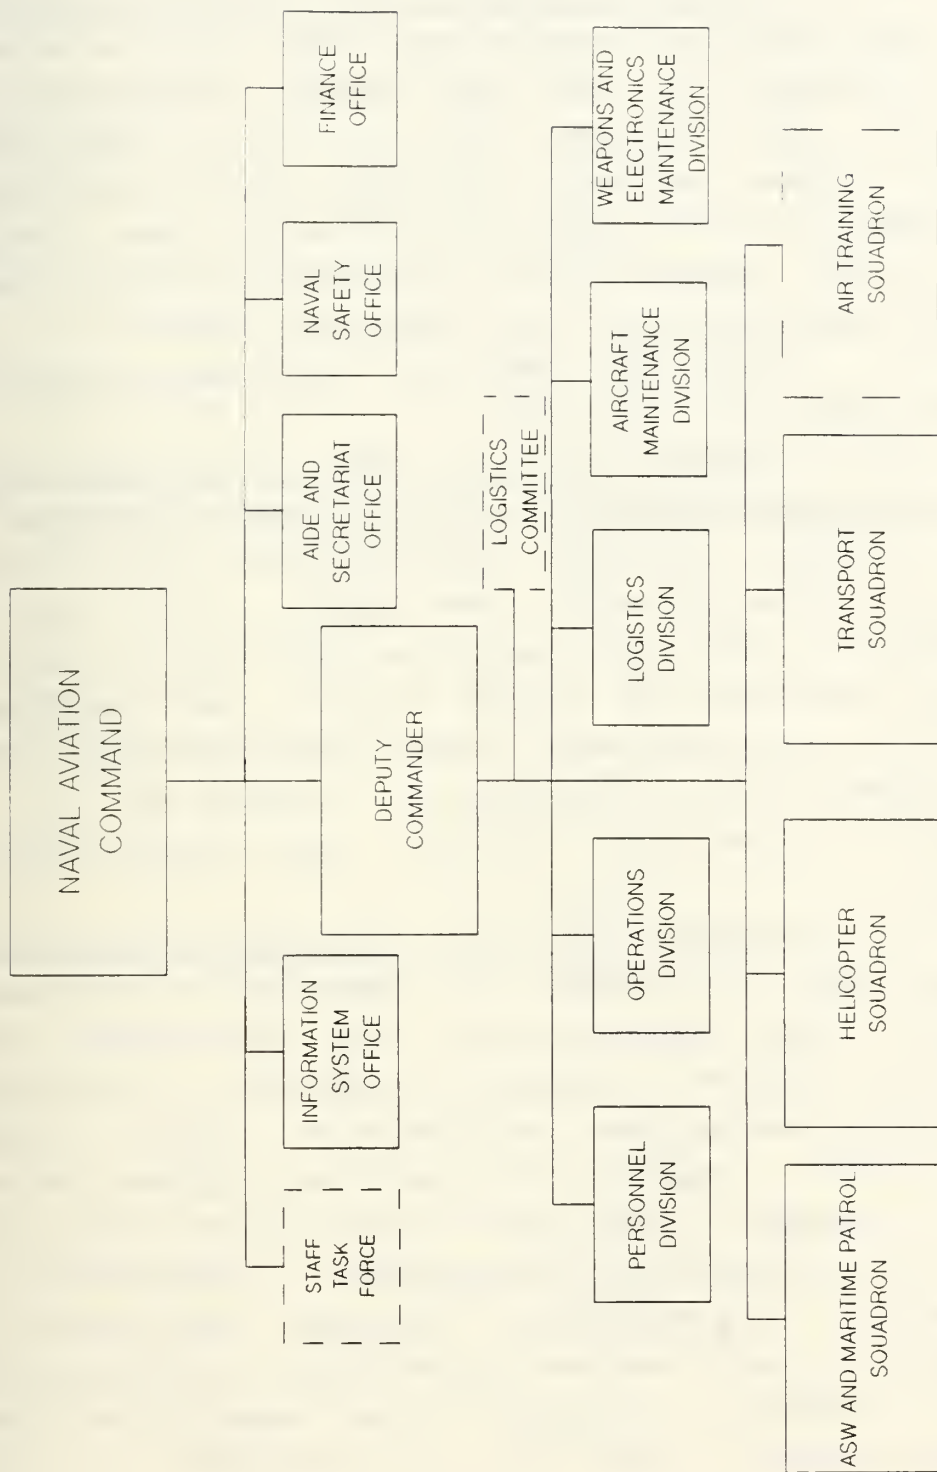 NAVAL AVIATION
COMMAND
STAFF
TASK
FORCE
INFORMATION
SYSTEM
OFFICE
AIDE AND
SECRETARIAT
OFFICE
NAVAL
SAFETY
OFFICE
FINANCE
OFFICE
DEPUTY
COMMANDER
LOGISTICS
COMMITTEE
PERSONNEL
DIVISION
OPERATIONS
DIVISION
LOGISTICS
DIVISION
AIRCRAFT
MAINTENANCE
DIVISION
WEAPONS AND
ELECTRONICS
MAINTENANCE
DIVISION
ASW AND MARITIME PATROL
SQUADRON
HELICOPTER
SQUADRON
TRANSPORT
SQUADRON
AIR TRAINING
SQUADRON